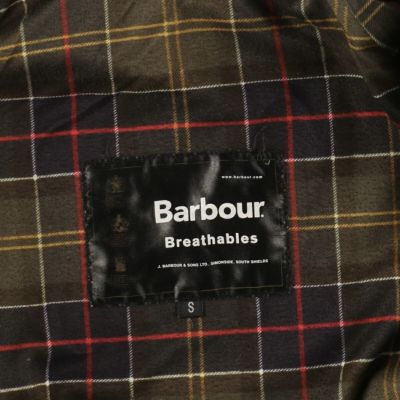 www.barbour.com
Barbour
Breathables
J. BARBOUR & SONS LTD., SIMONSIDE, SOUTH SHIELDS
S